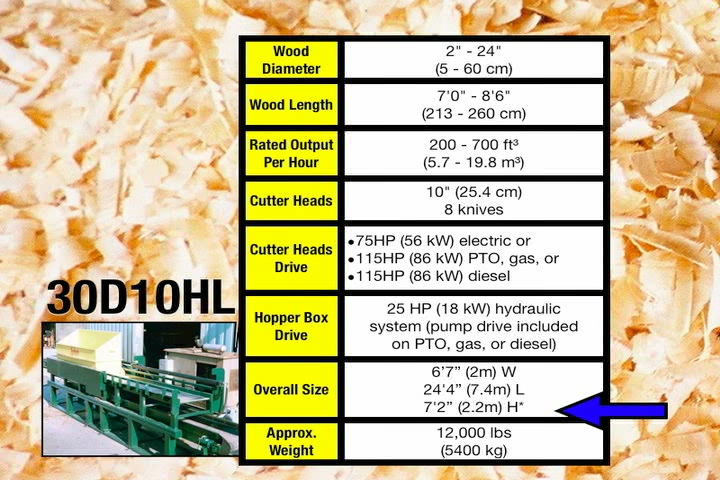 Wood
Diameter
2" - 24"
(5 - 60 cm)
Wood Length
7'0" - 8'6"
(213 - 260 cm)
Rated Output
Per Hour
200 - 700 ft³
(5.7 - 19.8 m³)
Cutter Heads
10" (25.4 cm)
8 knives
Cutter Heads
Drive
•75HP (56 kW) electric or
•115HP (86 kW) PTO, gas, or
•115HP (86 kW) diesel
30D10HL
Hopper Box
Drive
25 HP (18 kW) hydraulic
system (pump drive included
on PTO, gas, or diesel)
Overall Size
6’7” (2m) W
24'4” (7.4m) L
7'2” (2.2m) H*
Approx.
Weight
12,000 lbs
(5400 kg)